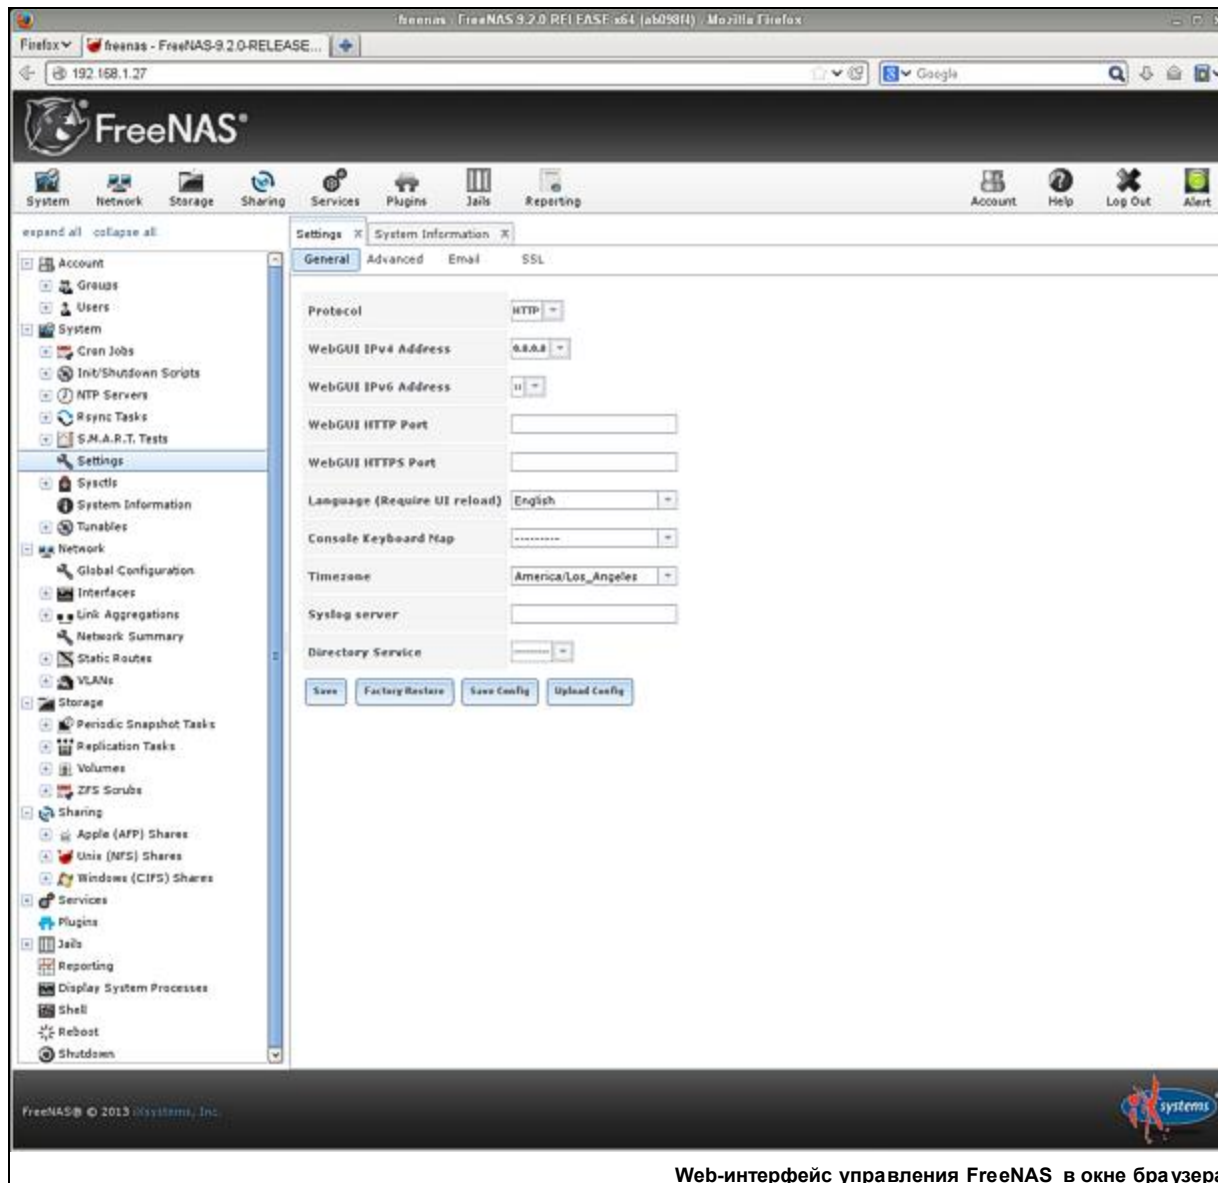 freenas - FreeNAS-9.2.0-RELEASE-x64 (ab098f4) - Mozilla Firefox
Firefox
freenas - FreeNAS-9.2.0-RELEASE...
192.168.1.27
Google
FreeNAS®
System
Network
Storage
Sharing
Services
Plugins
Jails
Reporting
Account
Help
Log Out
Alert
expand all collapse all
Account
Groups
Users
System
Cron Jobs
Init/Shutdown Scripts
NTP Servers
Rsync Tasks
S.M.A.R.T. Tests
Settings
Sysctls
System Information
Tunables
Network
Global Configuration
Interfaces
Link Aggregations
Network Summary
Static Routes
VLANs
Storage
Periodic Snapshot Tasks
Replication Tasks
Volumes
ZFS Scrubs
Sharing
Apple (AFP) Shares
Unix (NFS) Shares
Windows (CIFS) Shares
Services
Plugins
Jails
Reporting
Display System Processes
Shell
Reboot
Shutdown
Settings X System Information X
General Advanced Email SSL
Protocol HTTP
WebGUI IPv4 Address 0.0.0.0
WebGUI IPv6 Address ::
WebGUI HTTP Port
WebGUI HTTPS Port
Language (Require UI reload) English
Console Keyboard Map ---------
Timezone America/Los_Angeles
Syslog server
Directory Service ---------
Save Factory Restore Save Config Upload Config
FreeNAS® © 2013 iXsystems, Inc.
iXsystems
Web-интерфейс управления FreeNAS в окне браузера